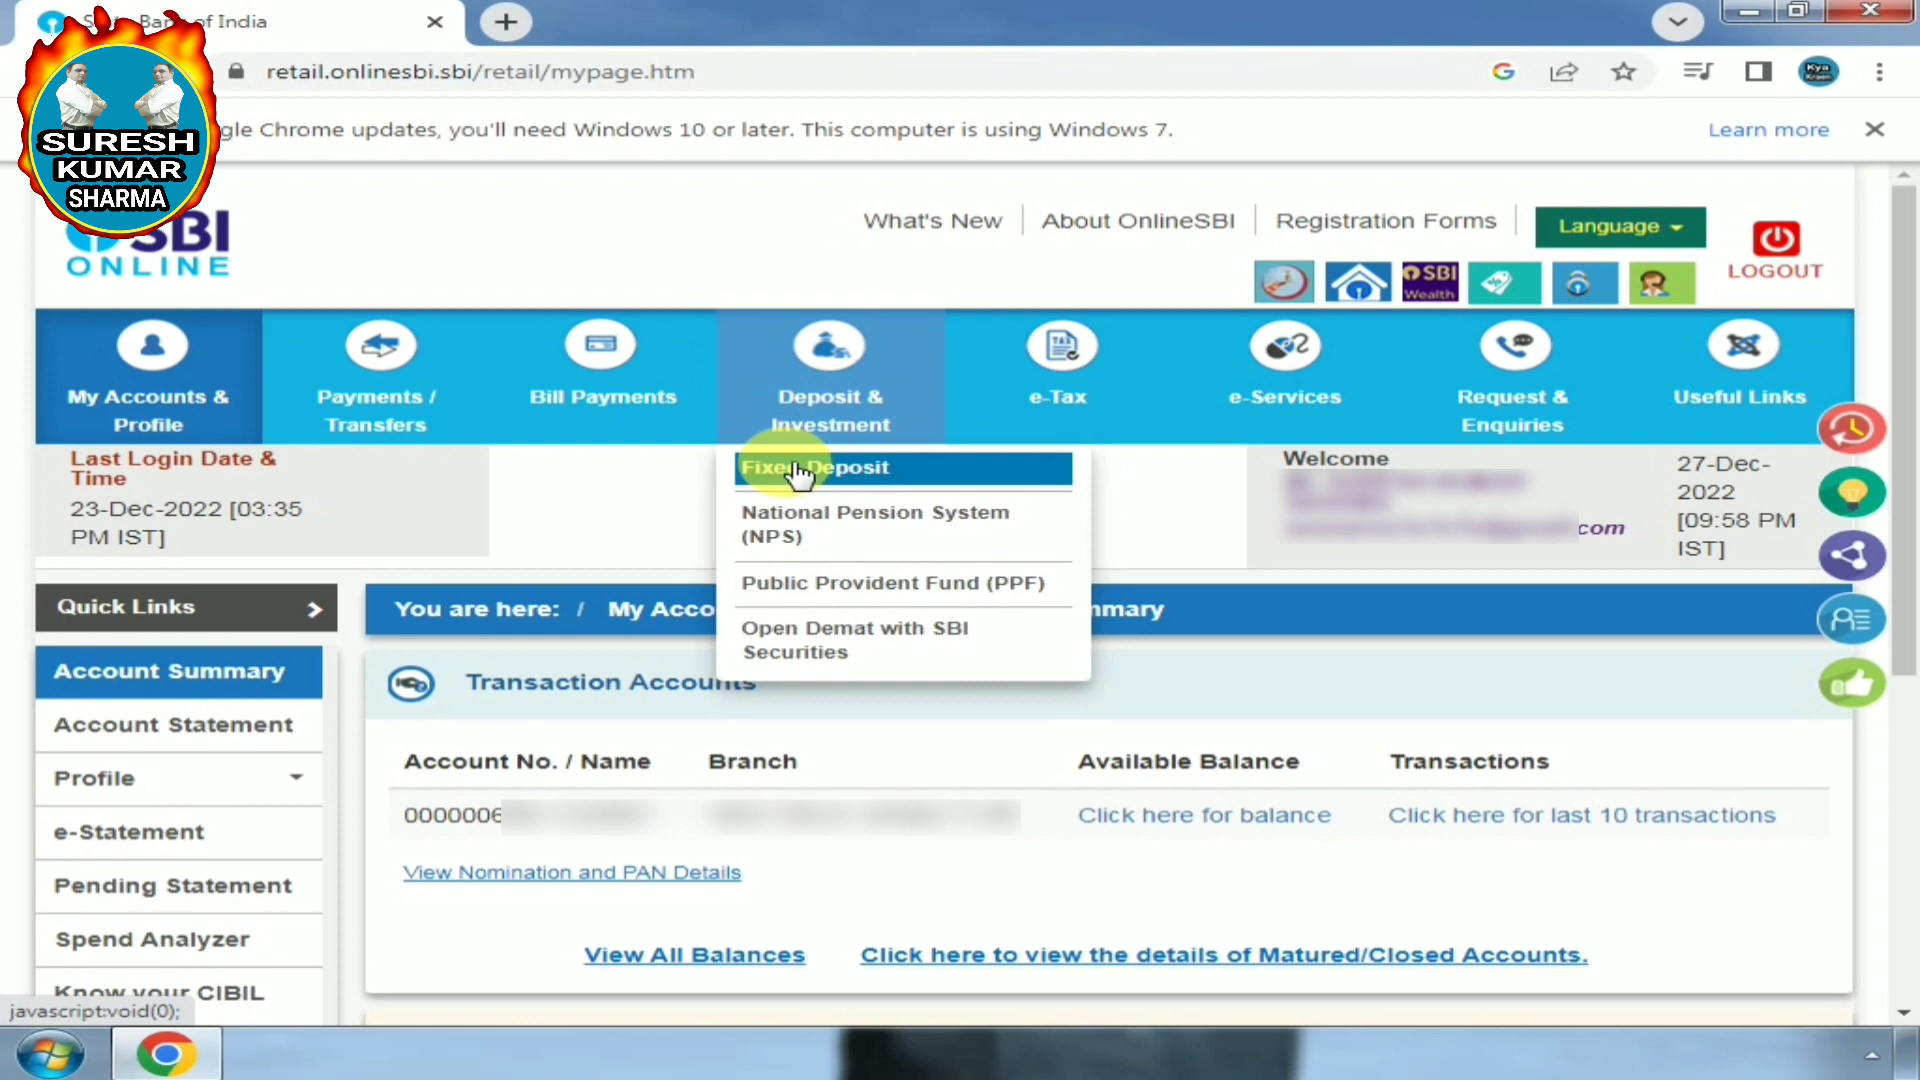 Bank of India
retail.onlinesbi.sbi/retail/mypage.htm
Kya
SURESH
KUMAR
SHARMA
gle Chrome updates, you'll need Windows 10 or later. This computer is using Windows 7.
Learn more
SBI
ONLINE
What's New
About OnlineSBI
Registration Forms
Language
LOGOUT
SBI
Wealth
My Accounts &
Profile
Payments /
Transfers
Bill Payments
Deposit &
Investment
TAX
e-Tax
e-Services
Request &
Enquiries
Useful Links
Last Login Date &
Time
23-Dec-2022 [03:35
PM IST]
Fixed Deposit
National Pension System
(NPS)
Public Provident Fund (PPF)
Open Demat with SBI
Securities
Welcome
com
27-Dec-
2022
[09:58 PM
IST]
Quick Links
You are here: / My Acco
mmary
Account Summary
Account Statement
Profile
e-Statement
Pending Statement
Spend Analyzer
Know your CIBIL
Transaction Accounts
Account No. / Name
Branch
Available Balance
Transactions
0000006
Click here for balance
Click here for last 10 transactions
View Nomination and PAN Details
View All Balances
Click here to view the details of Matured/Closed Accounts.
javascript:void(0);